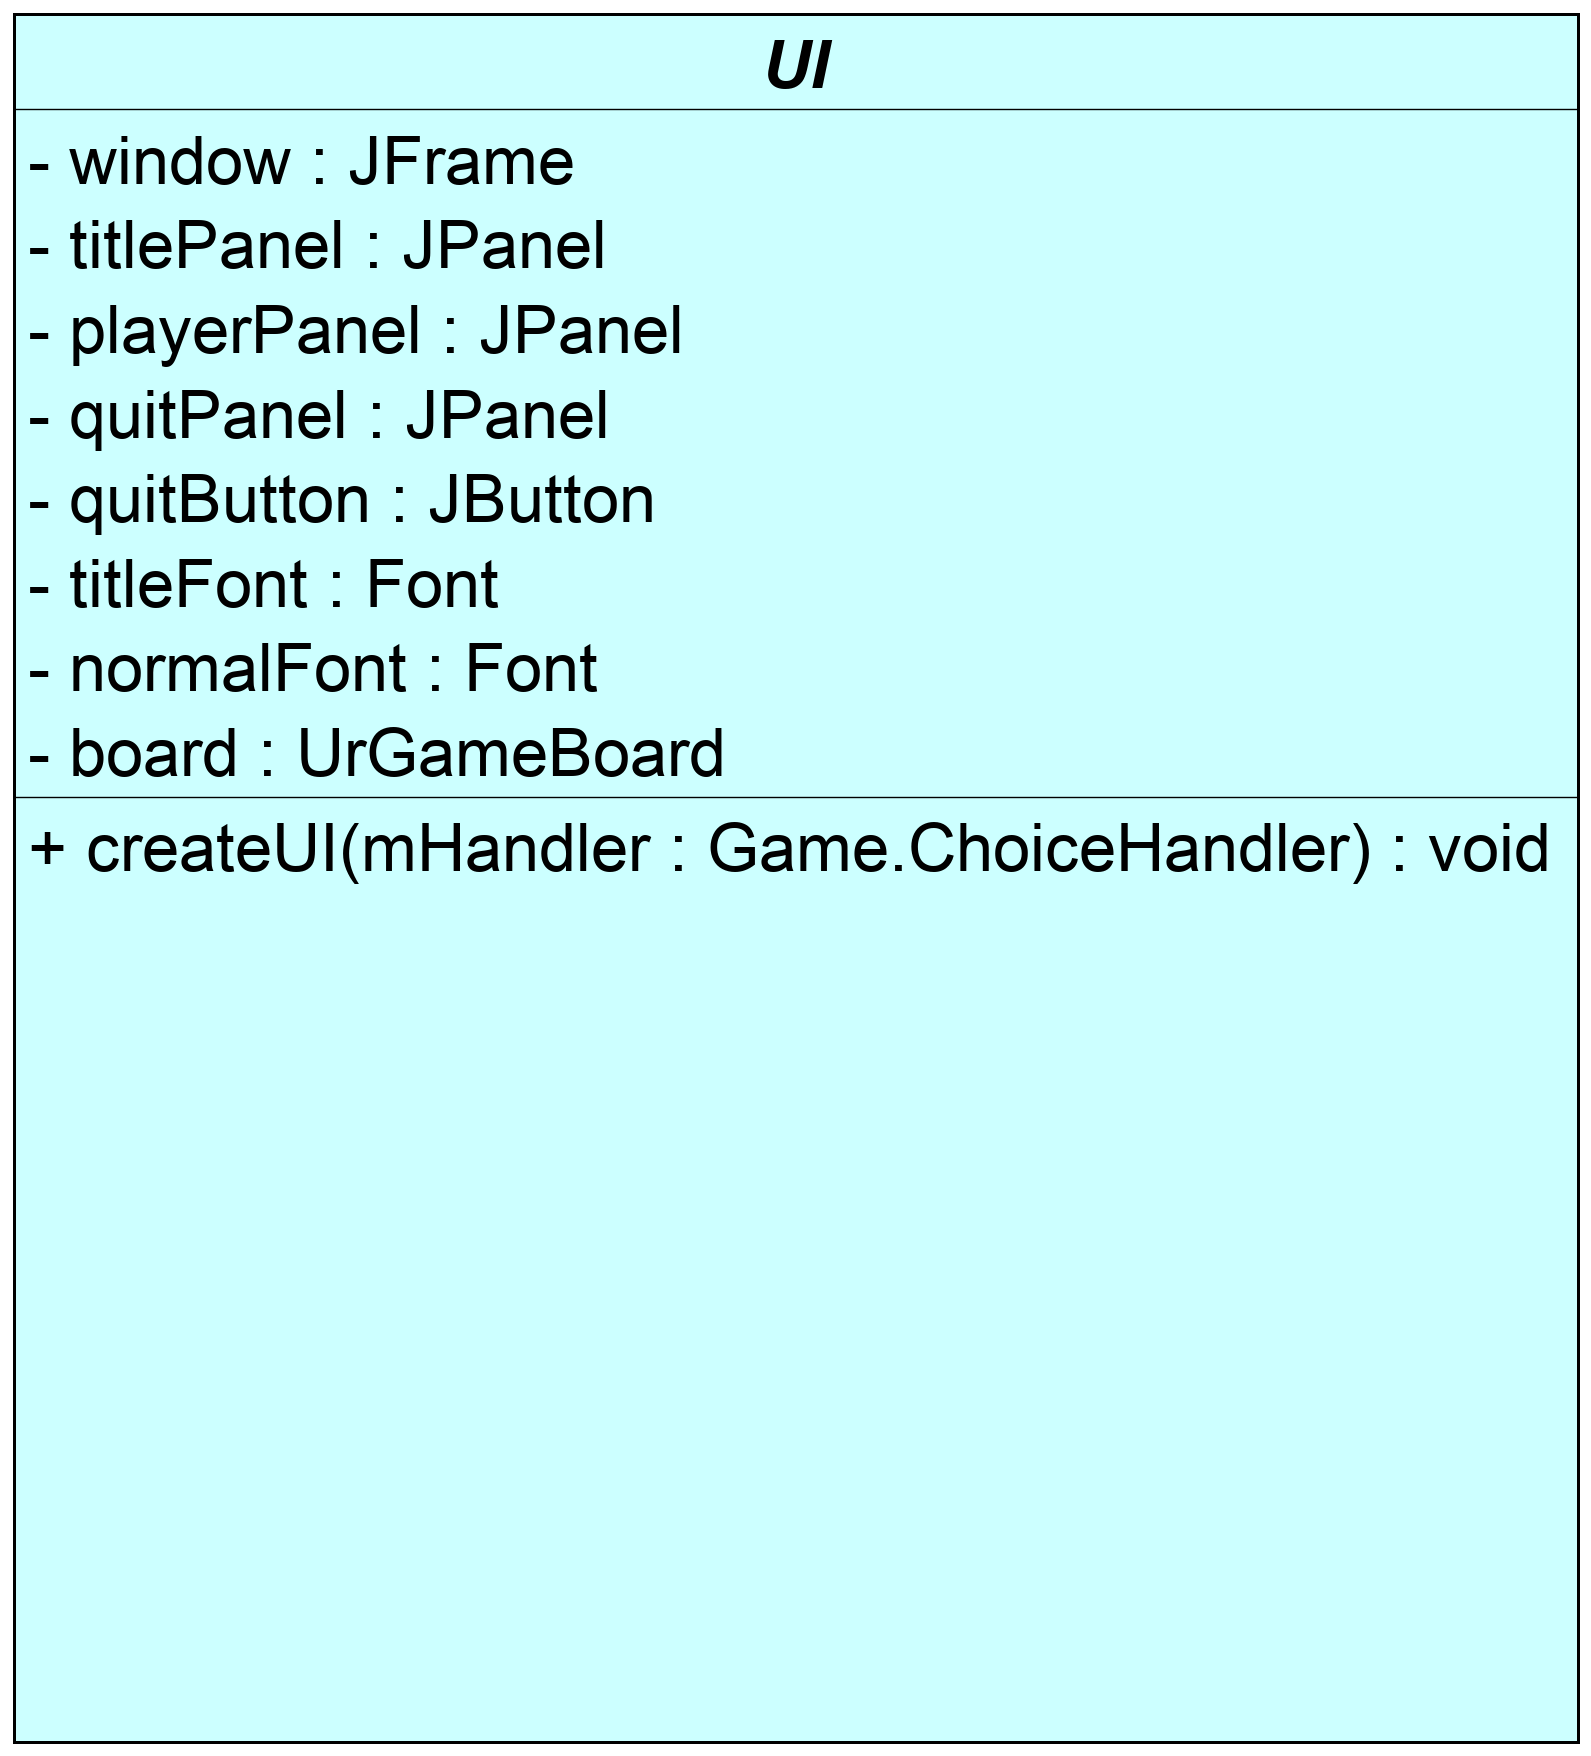 UI
- window : JFrame
- titlePanel : JPanel
- playerPanel : JPanel
- quitPanel : JPanel
- quitButton : JButton
- titleFont : Font
- normalFont : Font
- board : UrGameBoard
+ createUI(mHandler : Game.ChoiceHandler) : void